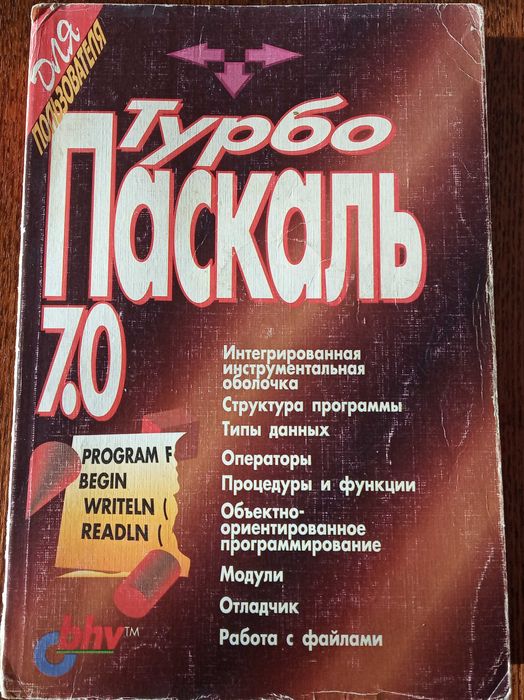 для
ПОЛЬЗОВАТЕЛЯ
Турбо
Паскаль
7.0
Интегрированная
инструментальная
оболочка
Структура программы
Типы данных
Операторы
Процедуры и функции
Объектно-
ориентированное
программирование
Модули
Отладчик
Работа с файлами
PROGRAM F
BEGIN
WRITELN (
READLN (
bhv™